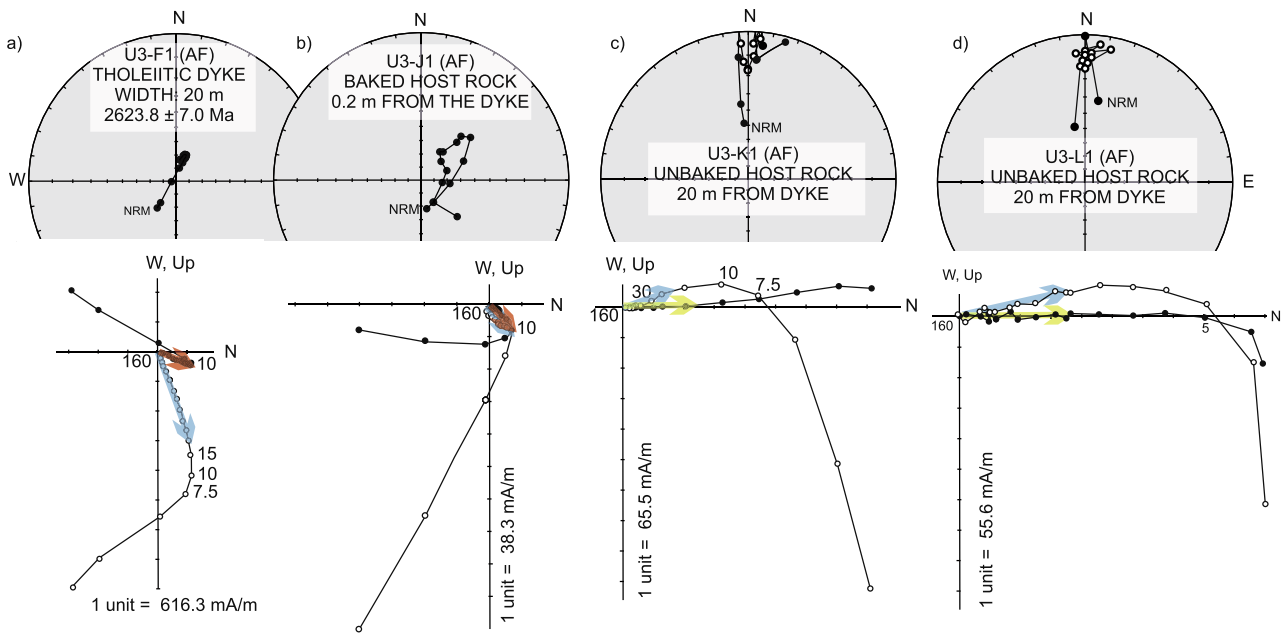 a)
N
U3-F1 (AF)
THOLEIITIC DYKE
WIDTH: 20 m
2623.8 ± 7.0 Ma
W
NRM
b)
N
U3-J1 (AF)
BAKED HOST ROCK
0.2 m FROM THE DYKE
NRM
c)
N
NRM
U3-K1 (AF)
UNBAKED HOST ROCK
20 m FROM DYKE
d)
N
NRM
U3-L1 (AF)
UNBAKED HOST ROCK
20 m FROM DYKE
E
W, Up
N
160
10
15
10
7.5
1 unit = 616.3 mA/m
W, Up
N
160
10
1 unit = 38.3 mA/m
W, Up
10
7.5
30
160
N
1 unit = 65.5 mA/m
W, Up
160
5
N
1 unit = 55.6 mA/m